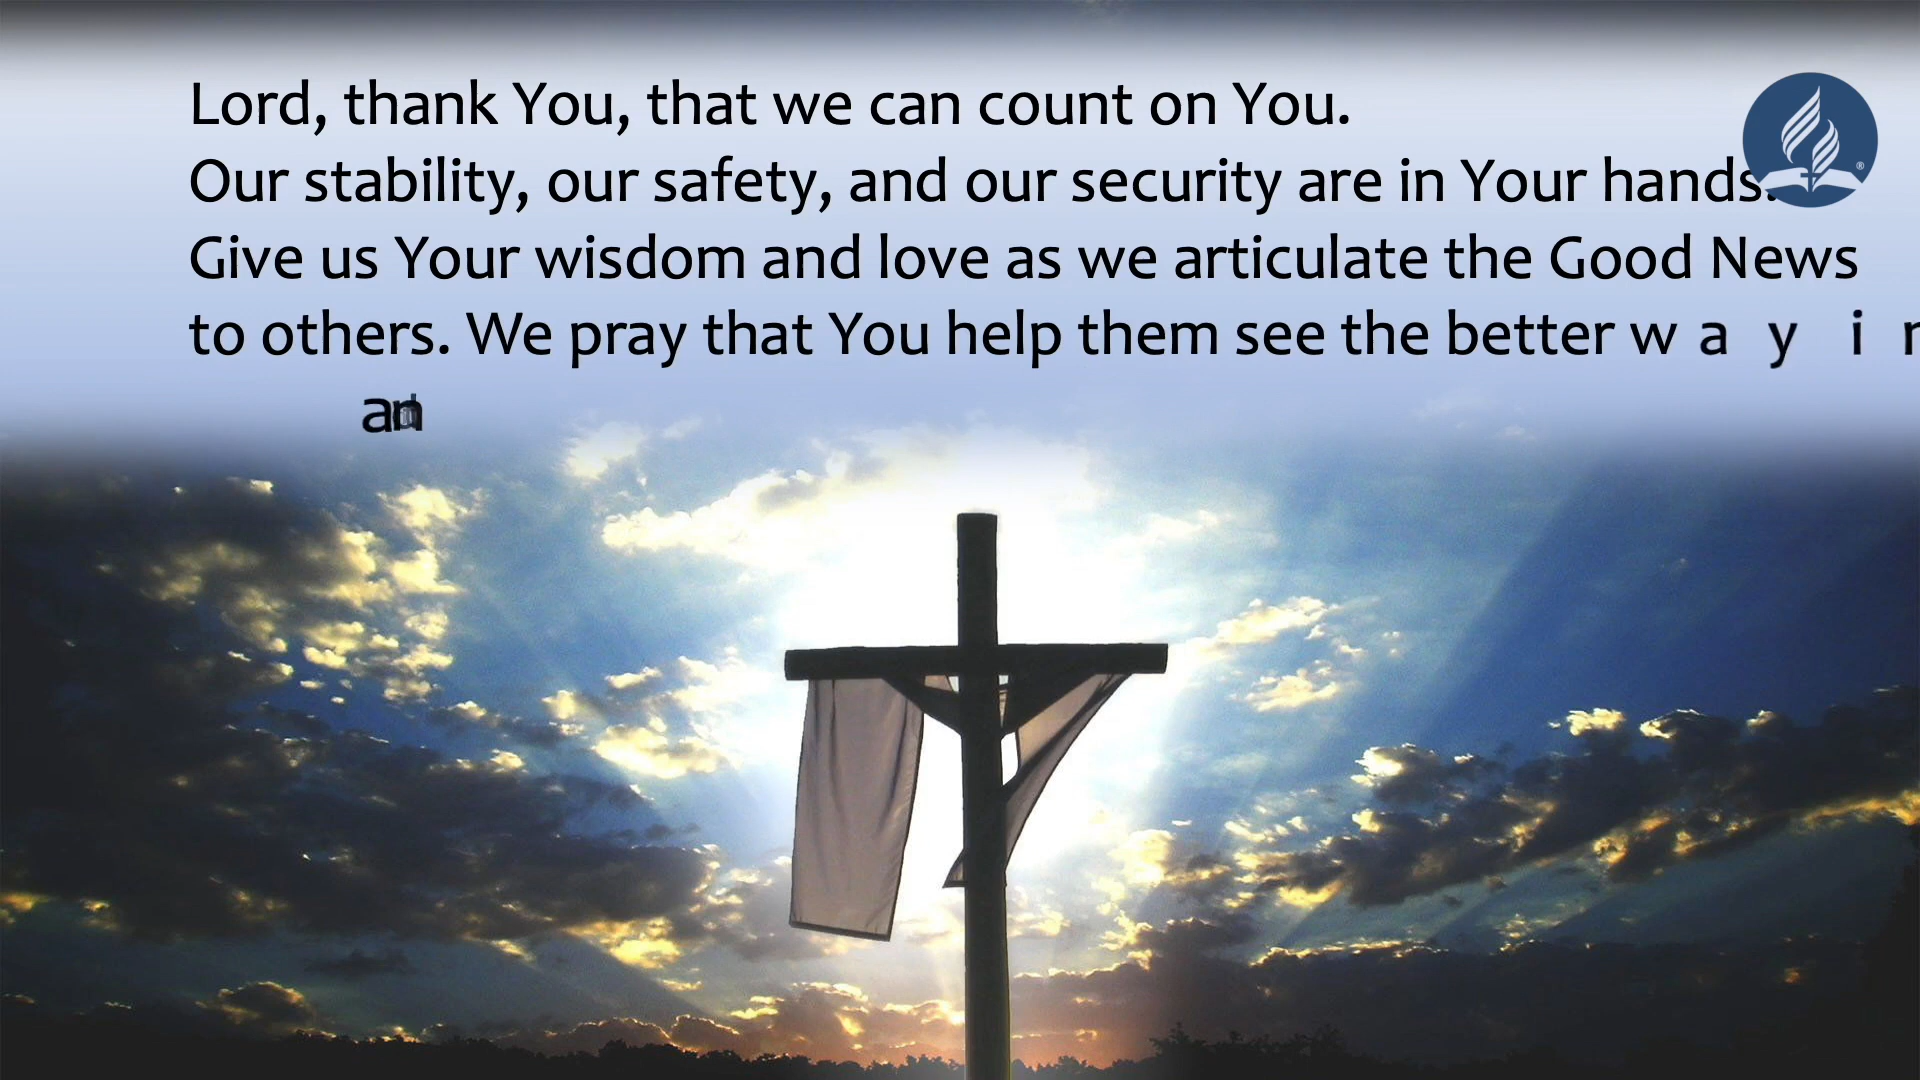 Lord, thank You, that we can count on You.
Our stability, our safety, and our security are in Your hands.
Give us Your wisdom and love as we articulate the Good News
to others. We pray that You help them see the better way